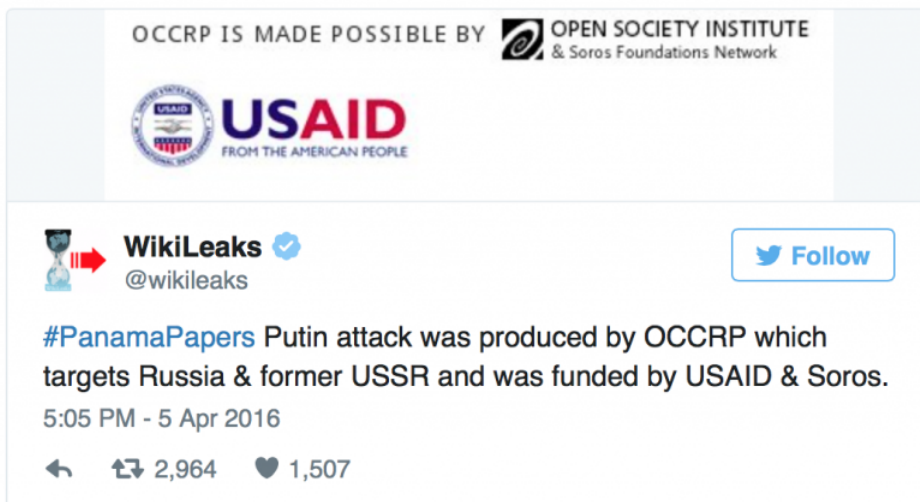 OCCRP IS MADE POSSIBLE BY
OPEN SOCIETY INSTITUTE
& Soros Foundations Network
USAID
USAID
FROM THE AMERICAN PEOPLE
WikiLeaks
@wikileaks
Follow
#PanamaPapers Putin attack was produced by OCCRP which
targets Russia & former USSR and was funded by USAID & Soros.
5:05 PM - 5 Apr 2016
2,964 1,507